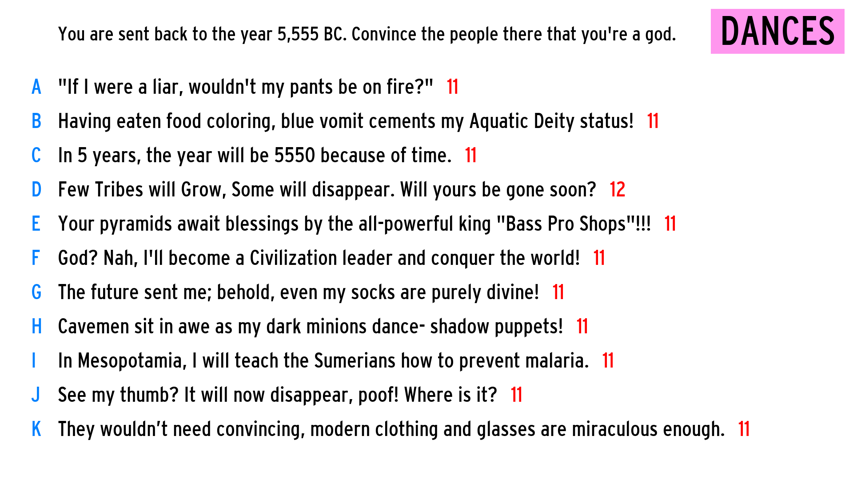 You are sent back to the year 5,555 BC. Convince the people there that you're a god.
DANCES
A "If I were a liar, wouldn't my pants be on fire?" 11
B Having eaten food coloring, blue vomit cements my Aquatic Deity status! 11
C In 5 years, the year will be 5550 because of time. 11
D Few Tribes will Grow, Some will disappear. Will yours be gone soon? 12
E Your pyramids await blessings by the all-powerful king "Bass Pro Shops"!!! 11
F God? Nah, I'll become a Civilization leader and conquer the world! 11
G The future sent me; behold, even my socks are purely divine! 11
H Cavemen sit in awe as my dark minions dance- shadow puppets! 11
I In Mesopotamia, I will teach the Sumerians how to prevent malaria. 11
J See my thumb? It will now disappear, poof! Where is it? 11
K They wouldn’t need convincing, modern clothing and glasses are miraculous enough. 11